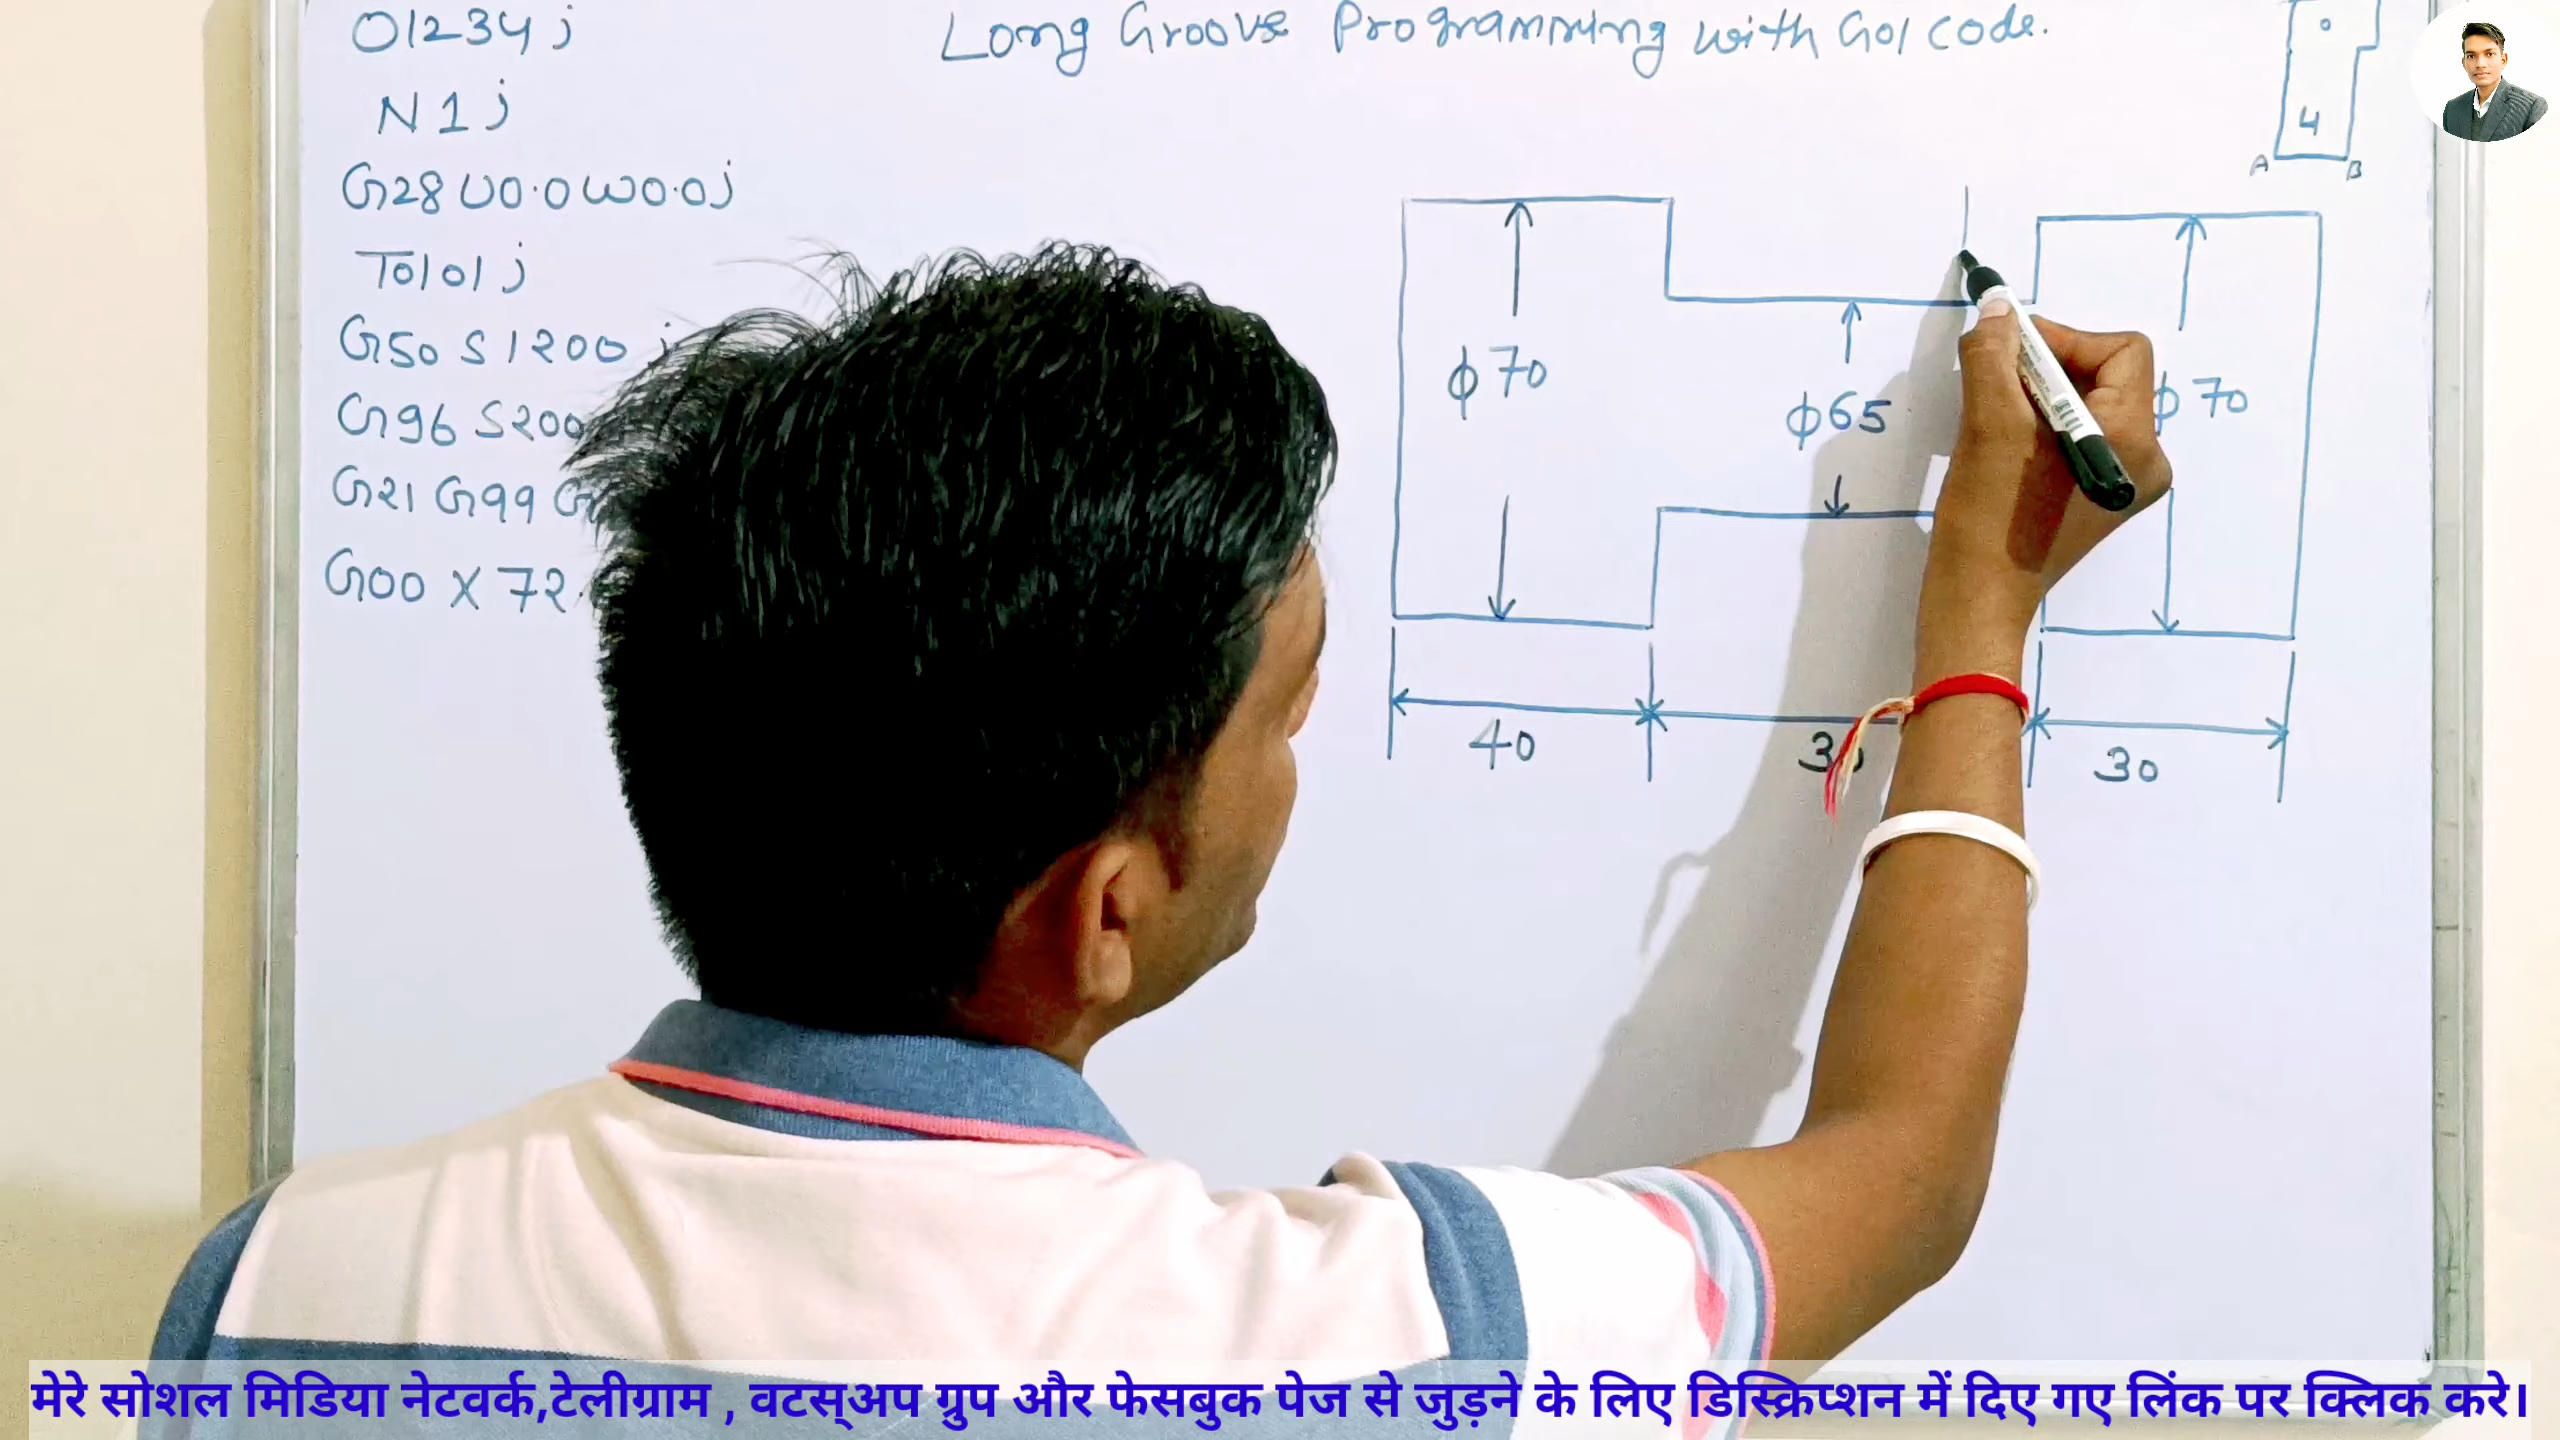 O1234;
N1;
G28 U0.0 W0.0;
T0101;
G50 S1200;
G96 S200
G21 G99
G00 X72.
Long Groove Programming with G01 code.
4
A B
ϕ70
ϕ65
ϕ70
40
30
30
मेरे सोशल मिडिया नेटवर्क,टेलीग्राम , वटस्अप ग्रुप और फेसबुक पेज से जुड़ने के लिए डिस्क्रिप्शन में दिए गए लिंक पर क्लिक करे।